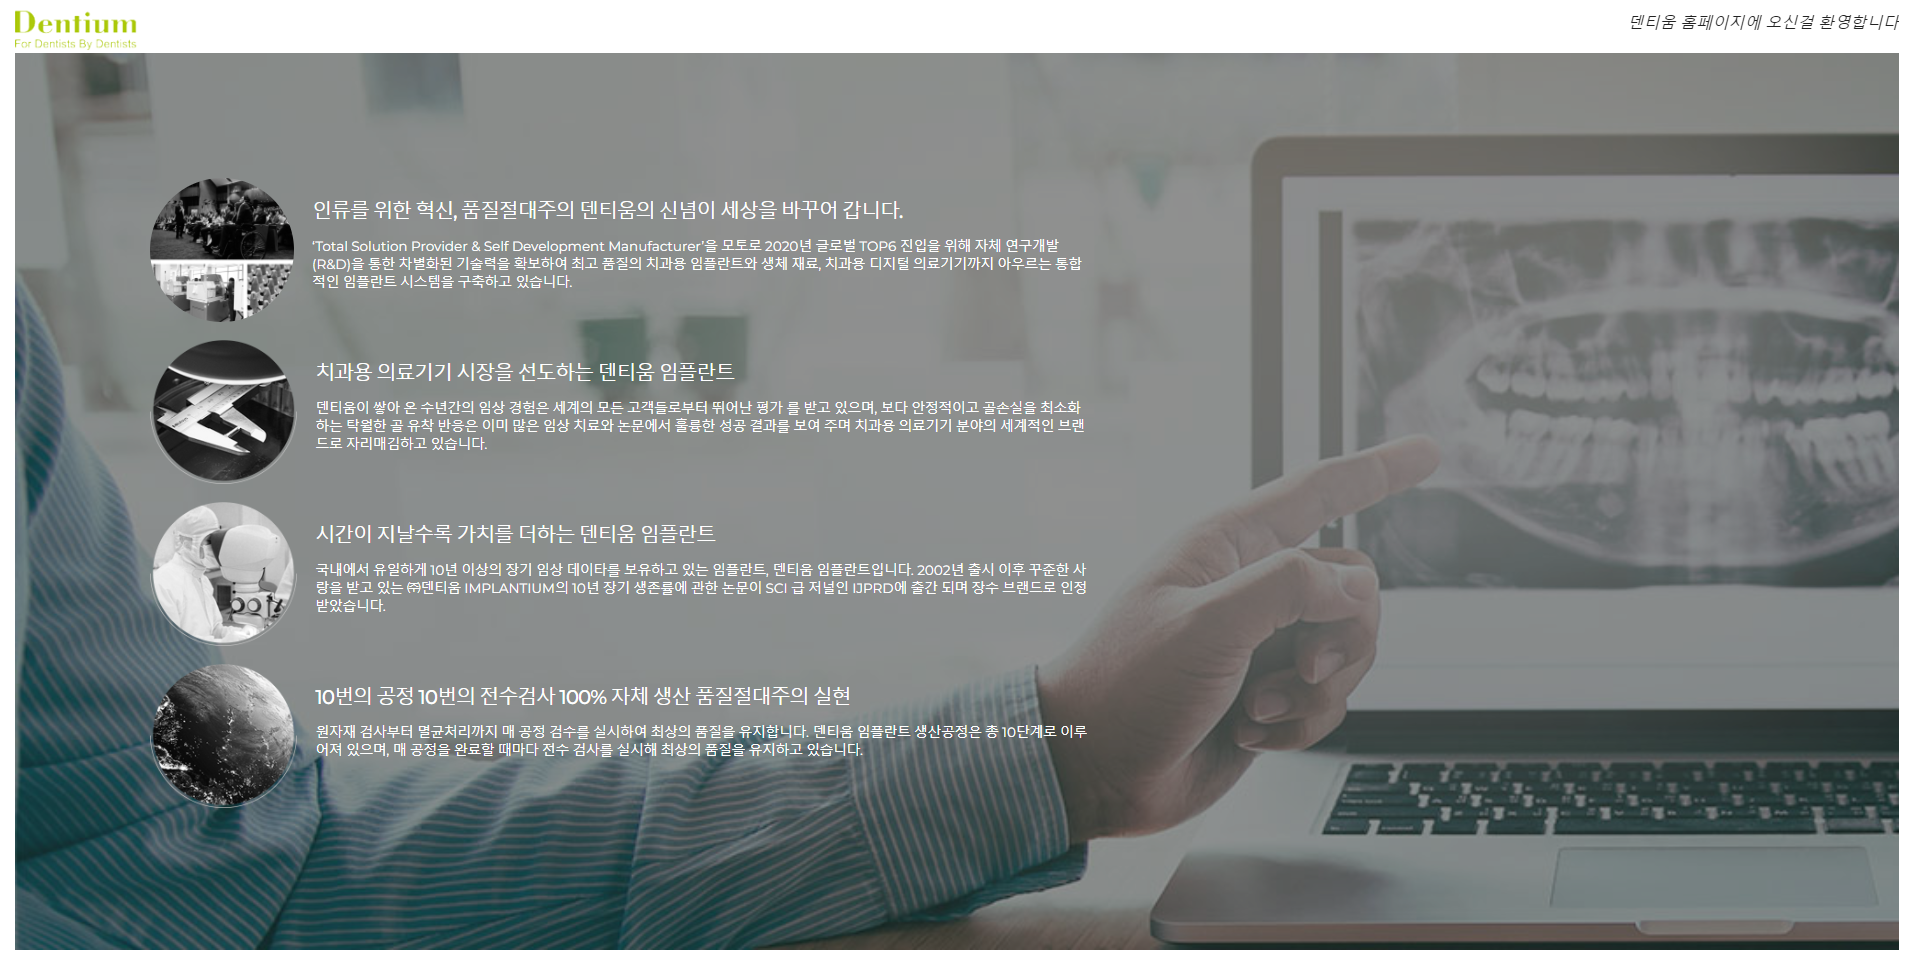 Dentium
For Dentists By Dentists
덴티움 홈페이지에 오신걸 환영합니다
인류를 위한 혁신, 품질절대주의 덴티움의 신념이 세상을 바꾸어 갑니다.
‘Total Solution Provider & Self Development Manufacturer’을 모토로 2020년 글로벌 TOP6 진입을 위해 자체 연구개발
(R&D)을 통한 차별화된 기술력을 확보하여 최고 품질의 치과용 임플란트와 생체 재료, 치과용 디지털 의료기기까지 아우르는 통합
적인 임플란트 시스템을 구축하고 있습니다.
치과용 의료기기 시장을 선도하는 덴티움 임플란트
덴티움이 쌓아 온 수년간의 임상 경험은 세계의 모든 고객들로부터 뛰어난 평가 를 받고 있으며, 보다 안정적이고 골손실을 최소화
하는 탁월한 골 유착 반응은 이미 많은 임상 치료와 논문에서 훌륭한 성공 결과를 보여 주며 치과용 의료기기 분야의 세계적인 브랜
드로 자리매김하고 있습니다.
시간이 지날수록 가치를 더하는 덴티움 임플란트
국내에서 유일하게 10년 이상의 장기 임상 데이타를 보유하고 있는 임플란트, 덴티움 임플란트입니다. 2002년 출시 이후 꾸준한 사
랑을 받고 있는 ㈜덴티움 IMPLANTIUM의 10년 장기 생존률에 관한 논문이 SCI 급 저널인 IJPRD에 출간 되며 장수 브랜드로 인정
받았습니다.
10번의 공정 10번의 전수검사 100% 자체 생산 품질절대주의 실현
원자재 검사부터 멸균처리까지 매 공정 검수를 실시하여 최상의 품질을 유지합니다. 덴티움 임플란트 생산공정은 총 10단계로 이루
어져 있으며, 매 공정을 완료할 때마다 전수 검사를 실시해 최상의 품질을 유지하고 있습니다.